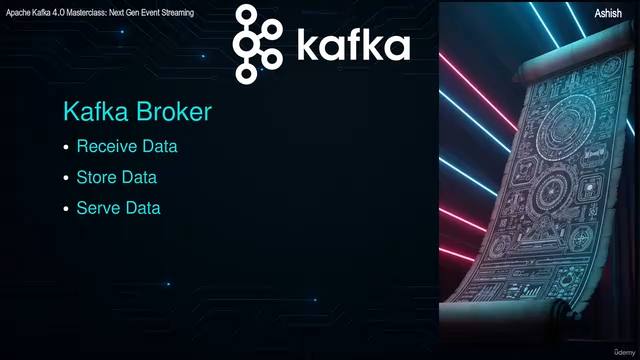 Apache Kafka 4.0 Masterclass: Next Gen Event Streaming
Ashish
kafka
Kafka Broker
• Receive Data
• Store Data
• Serve Data
ûdemy